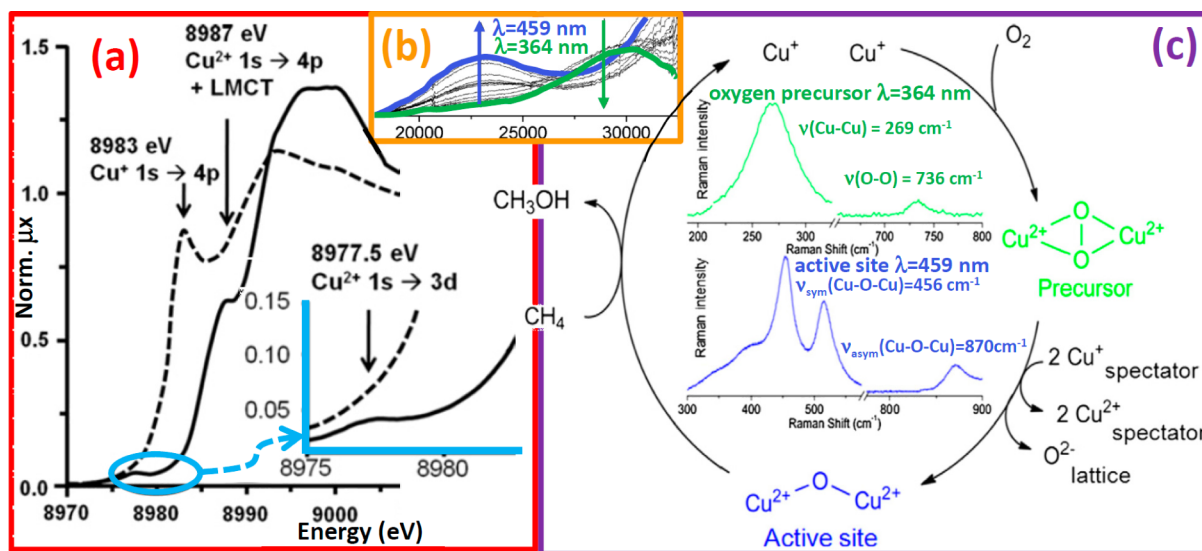 (a)
1.5
1.0
0.5
0.0
Norm. µx
8987 eV
Cu2+ 1s → 4p
+ LMCT
8983 eV
Cu+ 1s → 4p
8977.5 eV
Cu2+ 1s → 3d
0.15
0.10
0.05
8975 8980
8970 8980 8990 9000
Energy (eV)
(b)
λ=459 nm
λ=364 nm
20000 25000 30000
(c)
Cu+ Cu+
O2
oxygen precursor λ=364 nm
ν(Cu-Cu) = 269 cm-1
ν(O-O) = 736 cm-1
Raman intensity
200 250 300 700 750 800
Raman Shift (cm-1)
CH3OH
CH4
O
Cu2+ Cu2+
O
Precursor
active site λ=459 nm
νsym(Cu-O-Cu)=456 cm-1
νasym(Cu-O-Cu)=870cm-1
Raman intensity
300 400 500 800 900
Raman Shift (cm-1)
2 Cu+ spectator
2 Cu2+ spectator
O2- lattice
O
Cu2+ Cu2+
Active site